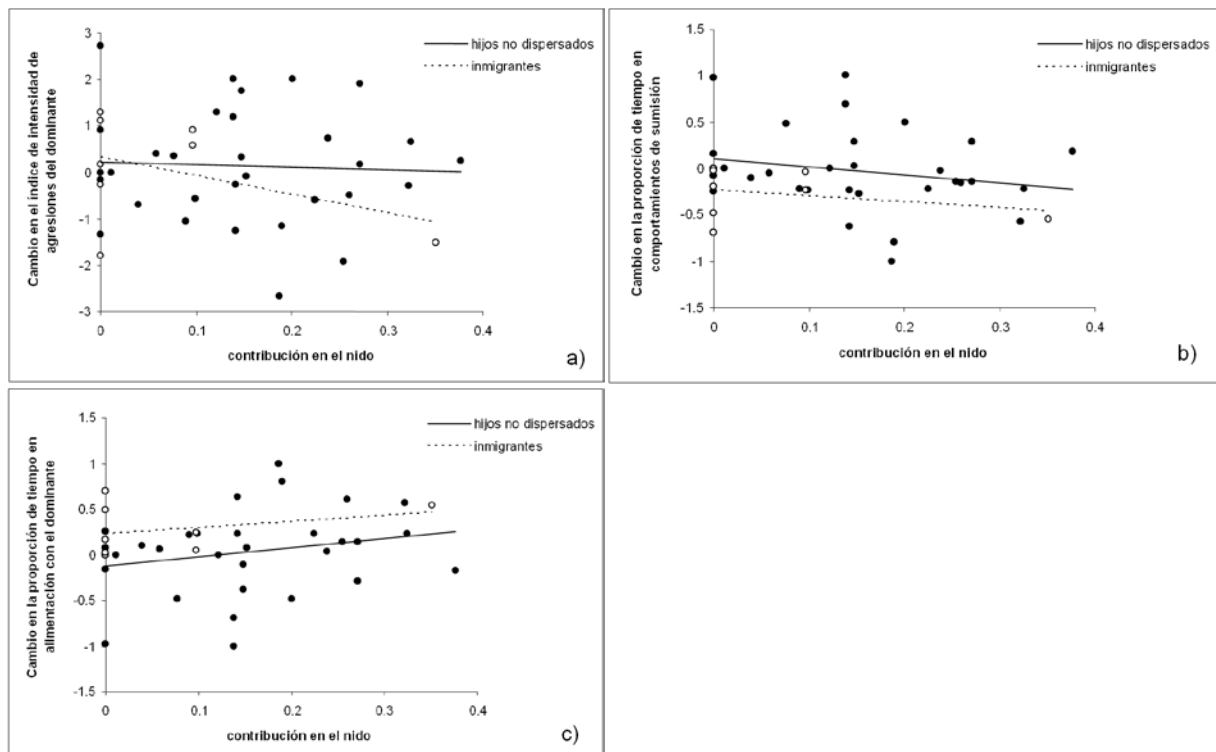 3
2
1
0
-1
-2
-3
0
0.1
0.2
0.3
0.4
Cambio en el índice de intensidad de
agresiones del dominante
contribución en el nido
hijos no dispersados
inmigrantes
a)
1.5
1
0.5
0
-0.5
-1
-1.5
0
0.1
0.2
0.3
0.4
Cambio en la proporción de tiempo en
comportamientos de sumisión
contribución en el nido
hijos no dispersados
inmigrantes
b)
1.5
1
0.5
0
-0.5
-1
-1.5
0
0.1
0.2
0.3
0.4
Cambio en la proporción de tiempo en
alimentación con el dominante
contribución en el nido
hijos no dispersados
inmigrantes
c)